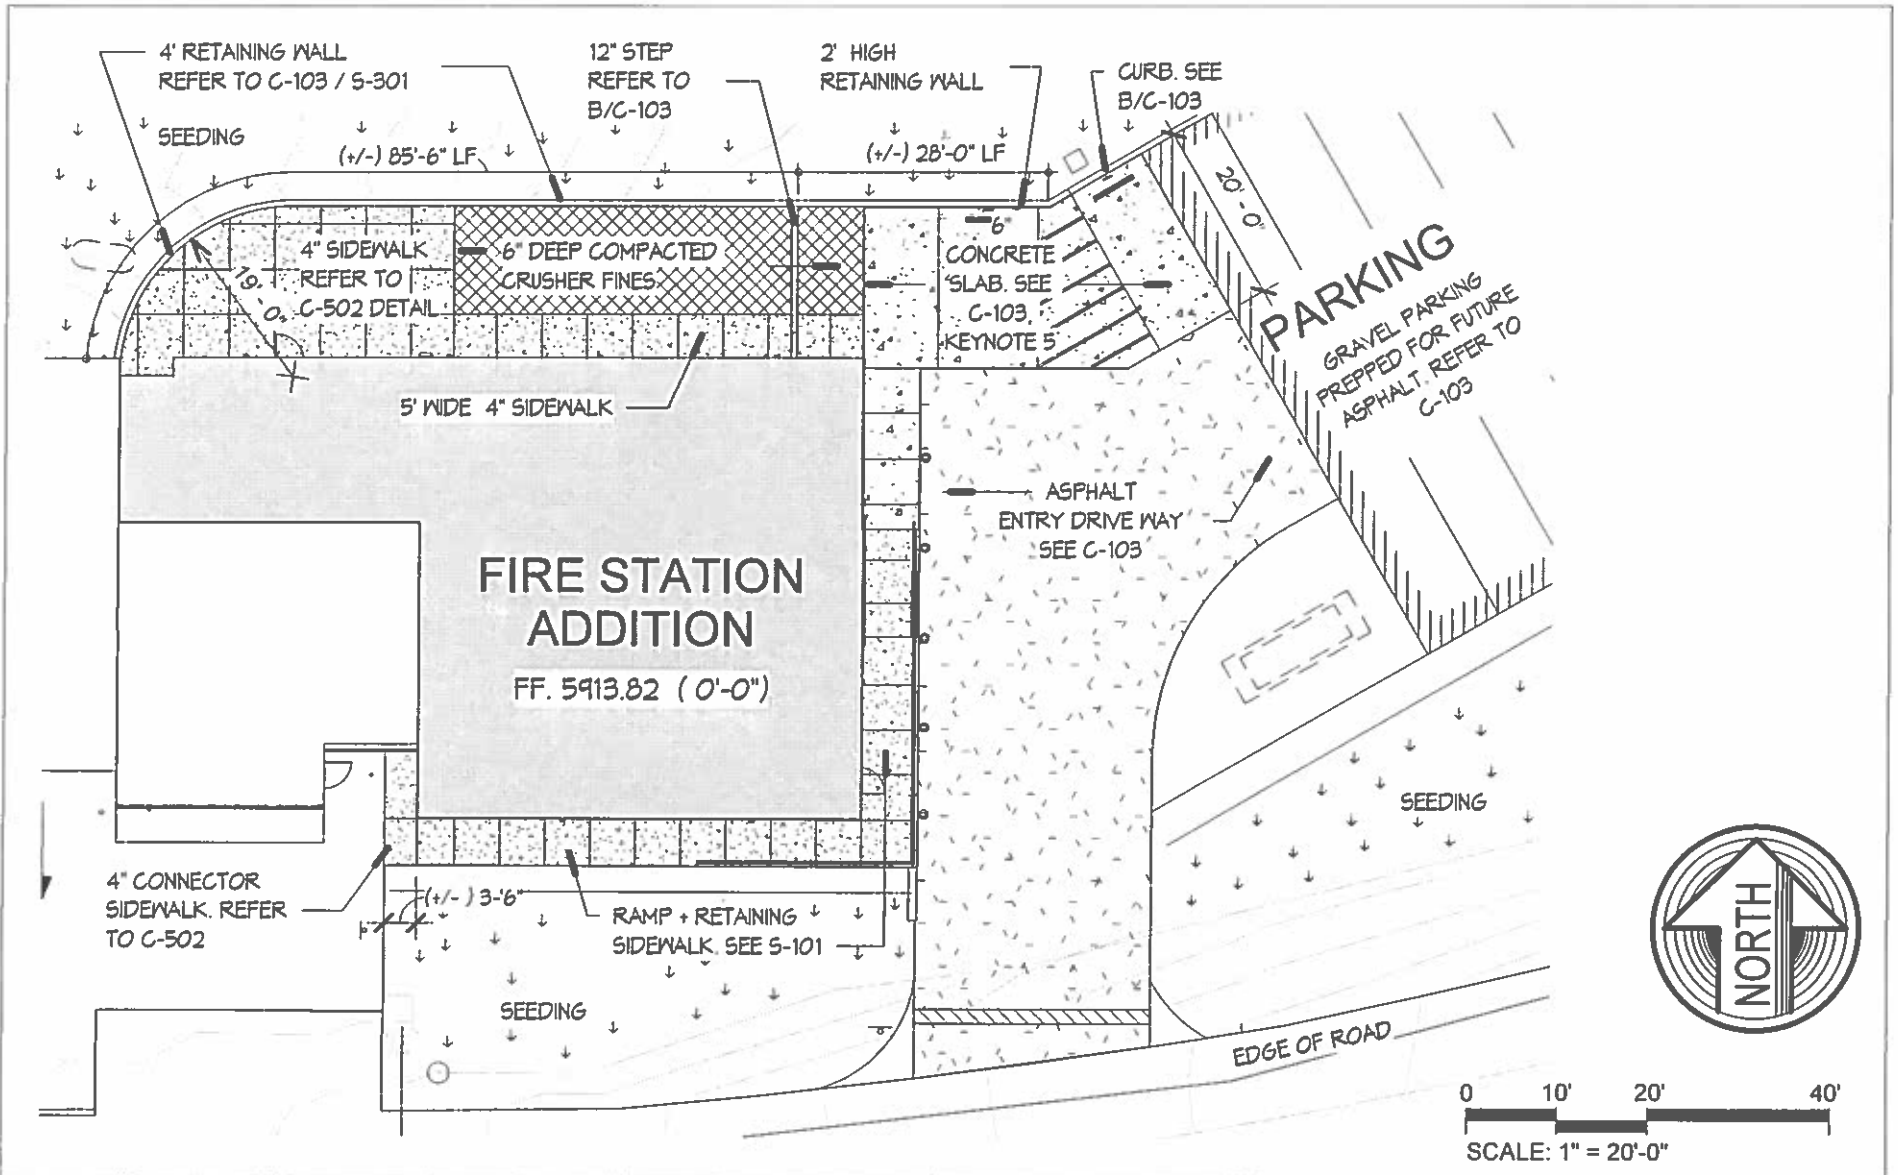 4' RETAINING WALL
REFER TO C-103 / S-301
12" STEP
REFER TO
B/C-103
2' HIGH
RETAINING WALL
CURB. SEE
B/C-103
SEEDING
(+/-) 85'-6" LF
(+/-) 28'-0" LF
20'-0"
4" SIDEWALK
REFER TO
C-502 DETAIL
19'-0"
6" DEEP COMPACTED
CRUSHER FINES
6"
CONCRETE
SLAB. SEE
C-103,
KEYNOTE 5
PARKING
GRAVEL PARKING
PREPPED FOR FUTURE
ASPHALT. REFER TO
C-103
5' WIDE 4" SIDEWALK
ASPHALT
ENTRY DRIVE WAY
SEE C-103
FIRE STATION
ADDITION
FF. 5913.82 ( 0'-0")
SEEDING
4" CONNECTOR
SIDEWALK. REFER
TO C-502
(+/- ) 3'-6"
RAMP + RETAINING
SIDEWALK. SEE S-101
SEEDING
NORTH
EDGE OF ROAD
0 10' 20' 40'
SCALE: 1" = 20'-0"